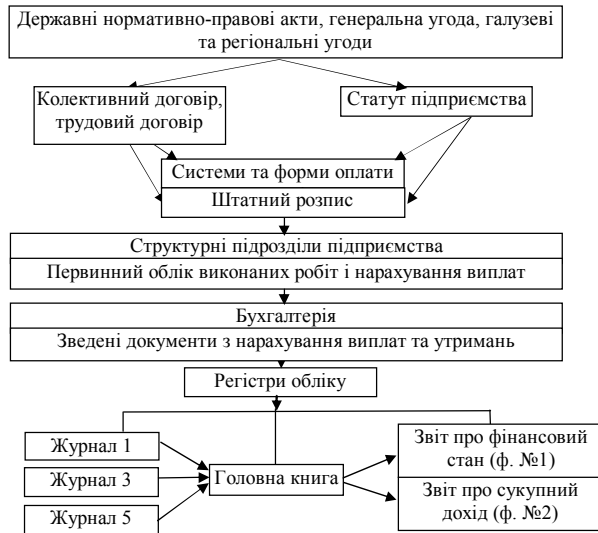 Державні нормативно-правові акти, генеральна угода, галузеві
та регіональні угоди
Колективний договір,
трудовий договір
Статут підприємства
Системи та форми оплати
Штатний розпис
Структурні підрозділи підприємства
Первинний облік виконаних робіт і нарахування виплат
Бухгалтерія
Зведені документи з нарахування виплат та утримань
Регістри обліку
Журнал 1
Журнал 3
Журнал 5
Головна книга
Звіт про фінансовий
стан (ф. №1)
Звіт про сукупний
дохід (ф. №2)